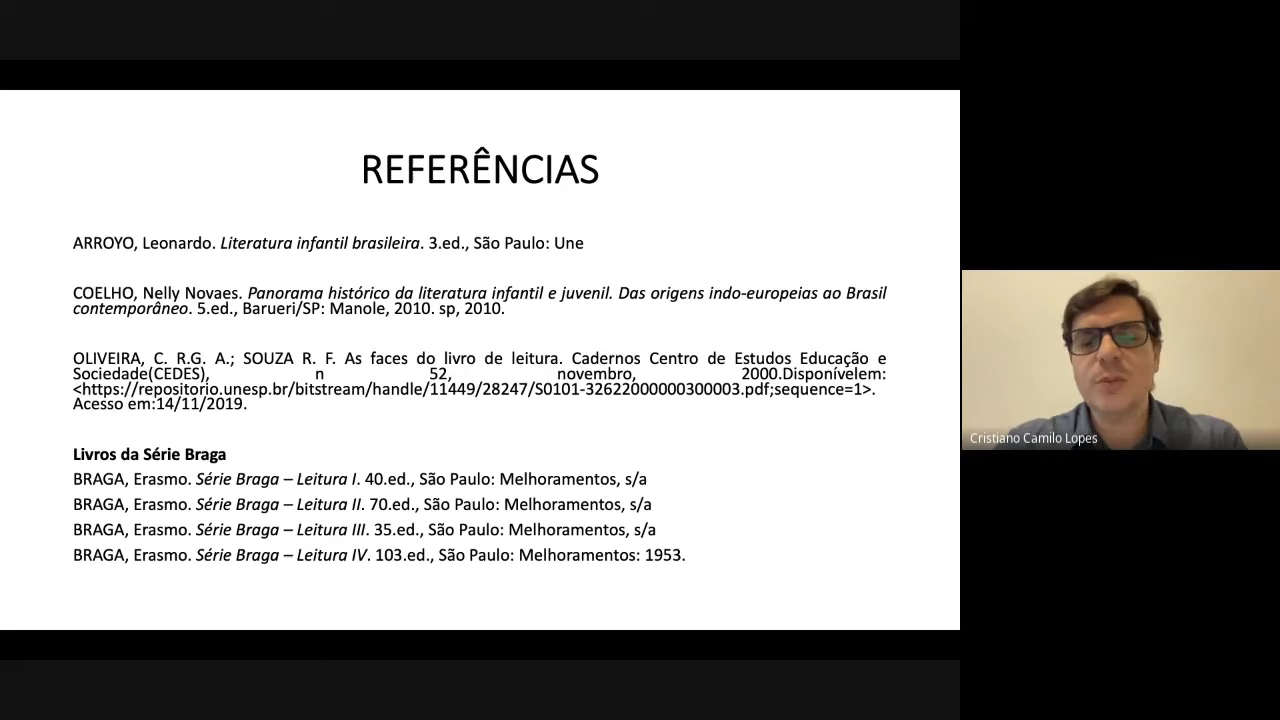 REFERÊNCIAS
ARROYO, Leonardo. Literatura infantil brasileira. 3.ed., São Paulo: Une
COELHO, Nelly Novaes. Panorama histórico da literatura infantil e juvenil. Das origens indo-europeias ao Brasil
contemporâneo. 5.ed., Barueri/SP: Manole, 2010. sp, 2010.
OLIVEIRA, C. R.G. A.; SOUZA R. F. As faces do livro de leitura. Cadernos Centro de Estudos Educação e
Sociedade(CEDES), n 52, novembro, 2000.Disponívelem:
<https://repositorio.unesp.br/bitstream/handle/11449/28247/S0101-32622000000300003.pdf;sequence=1>.
Acesso em:14/11/2019.
Livros da Série Braga
BRAGA, Erasmo. Série Braga – Leitura I. 40.ed., São Paulo: Melhoramentos, s/a
BRAGA, Erasmo. Série Braga – Leitura II. 70.ed., São Paulo: Melhoramentos, s/a
BRAGA, Erasmo. Série Braga – Leitura III. 35.ed., São Paulo: Melhoramentos, s/a
BRAGA, Erasmo. Série Braga – Leitura IV. 103.ed., São Paulo: Melhoramentos: 1953.
Cristiano Camilo Lopes